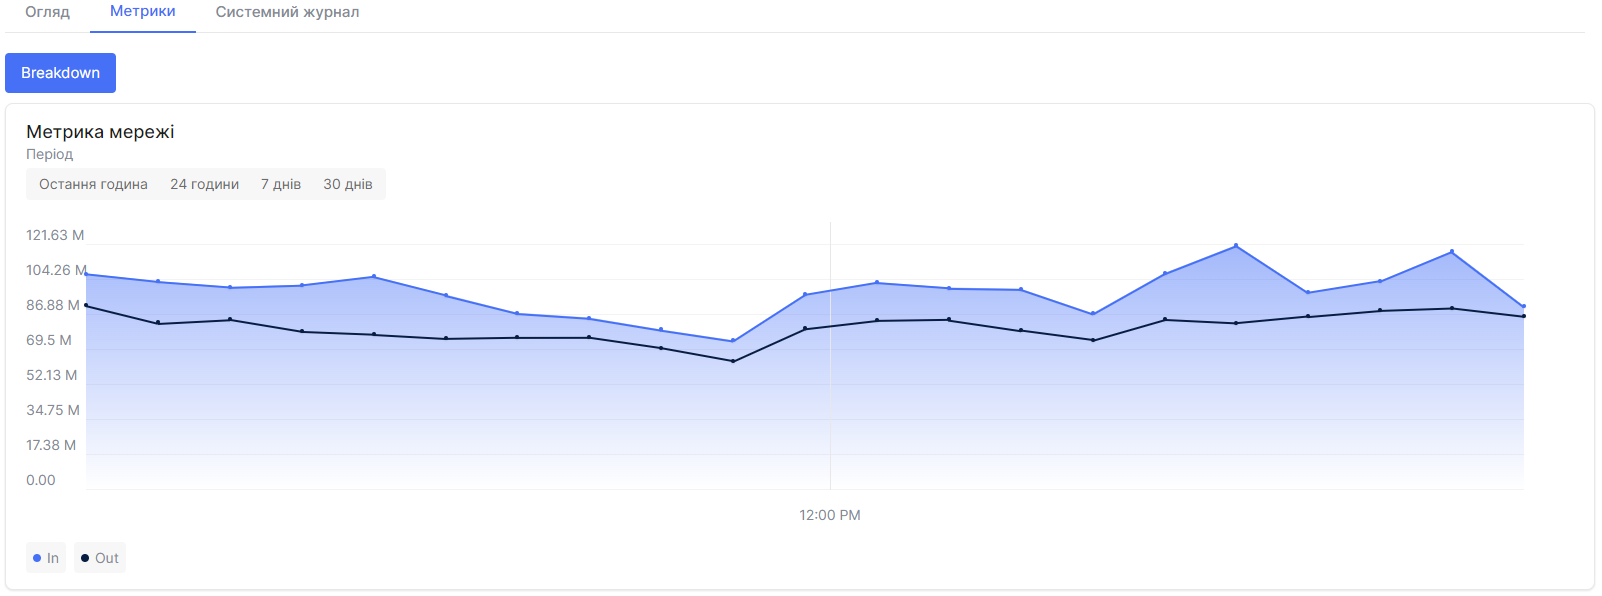 Огляд Метрики Системний журнал
Breakdown
Метрика мережі
Період
Остання година 24 години 7 днів 30 днів
121.63 M
104.26 M
86.88 M
69.5 M
52.13 M
34.75 M
17.38 M
0.00
12:00 PM
In Out